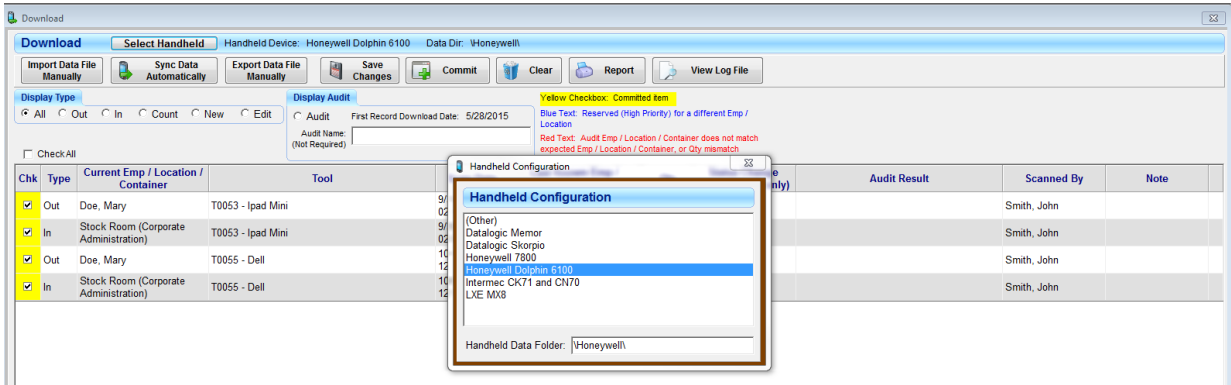 Download
Download Select Handheld Handheld Device: Honeywell Dolphin 6100 Data Dir: \Honeywell\
Import Data File Manually Sync Data Automatically Export Data File Manually Save Changes Commit Clear Report View Log File
Display Type
All Out In Count New Edit
Check All
Display Audit
Audit First Record Download Date: 5/28/2015
Audit Name:
(Not Required)
Yellow Checkbox: Committed item
Blue Text: Reserved (High Priority) for a different Emp /
Location
Red Text: Audit Emp / Location / Container does not match
expected Emp / Location / Container, or Qty mismatch
Chk Type Current Emp / Location / Container Tool Audit Result Scanned By Note
Out Doe, Mary T0053 - Ipad Mini Smith, John
In Stock Room (Corporate Administration) T0053 - Ipad Mini Smith, John
Out Doe, Mary T0055 - Dell Smith, John
In Stock Room (Corporate Administration) T0055 - Dell Smith, John
Handheld Configuration
Handheld Configuration
(Other)
Datalogic Memor
Datalogic Skorpio
Honeywell 7800
Honeywell Dolphin 6100
Intermec CK71 and CN70
LXE MX8
Handheld Data Folder: \Honeywell\